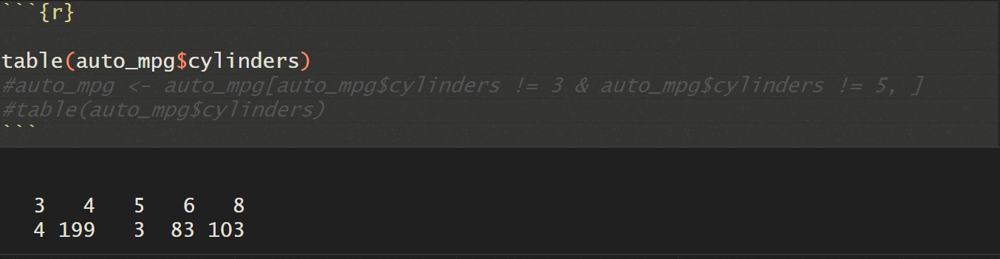 ```{r}
table(auto_mpg$cylinders)
#auto_mpg <- auto_mpg[auto_mpg$cylinders != 3 & auto_mpg$cylinders != 5, ]
#table(auto_mpg$cylinders)
```
3 4 5 6 8
4 199 3 83 103